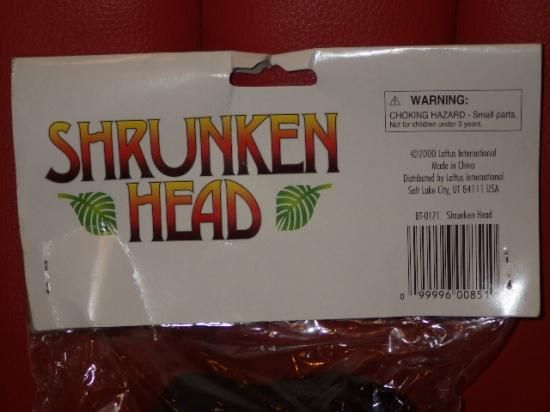 SHRUNKEN
HEAD
WARNING:
CHOKING HAZARD - Small parts.
Not for children under 3 years.
©2000 Loftus International
Made in China
Distributed by Loftus International
Salt Lake City, UT 84111 USA
BT-0171 Shrunken Head
0 99996 00851